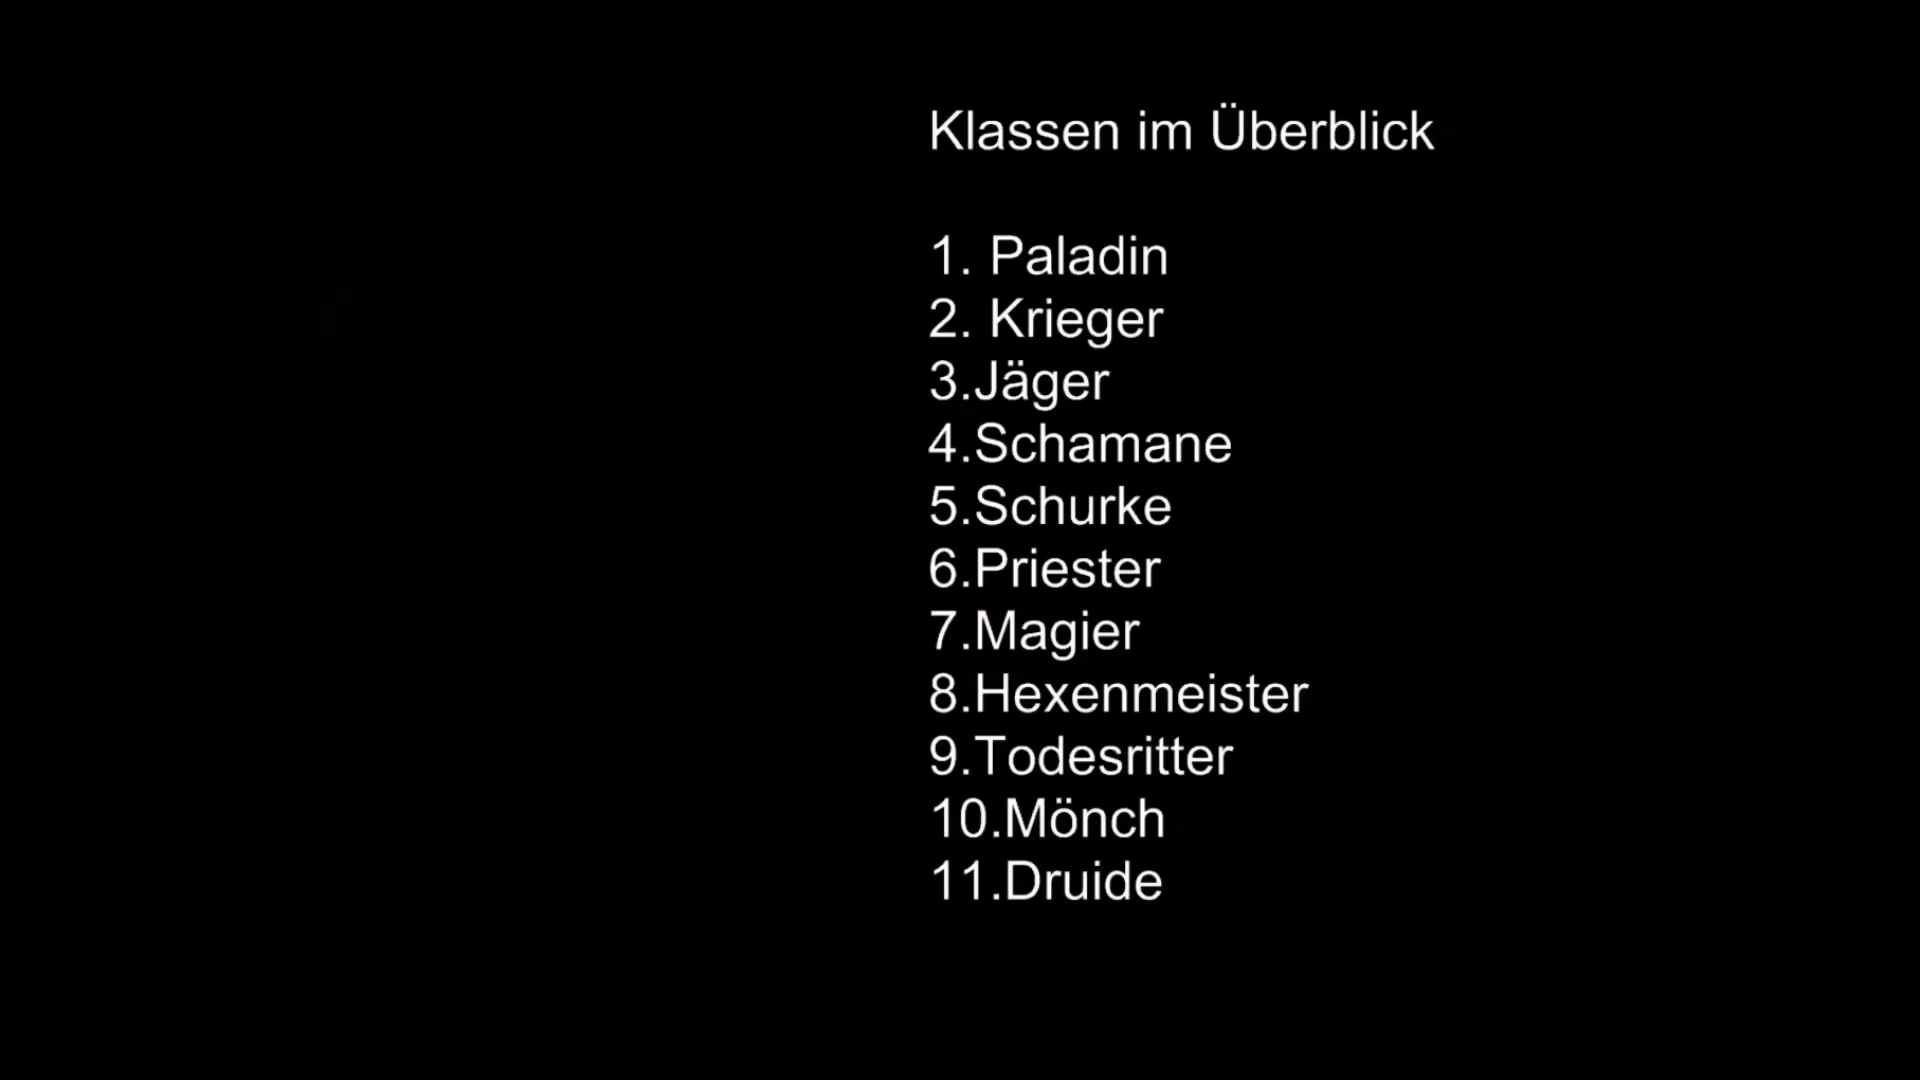 Klassen im Überblick
1. Paladin
2. Krieger
3.Jäger
4.Schamane
5.Schurke
6.Priester
7.Magier
8.Hexenmeister
9.Todesritter
10.Mönch
11.Druide